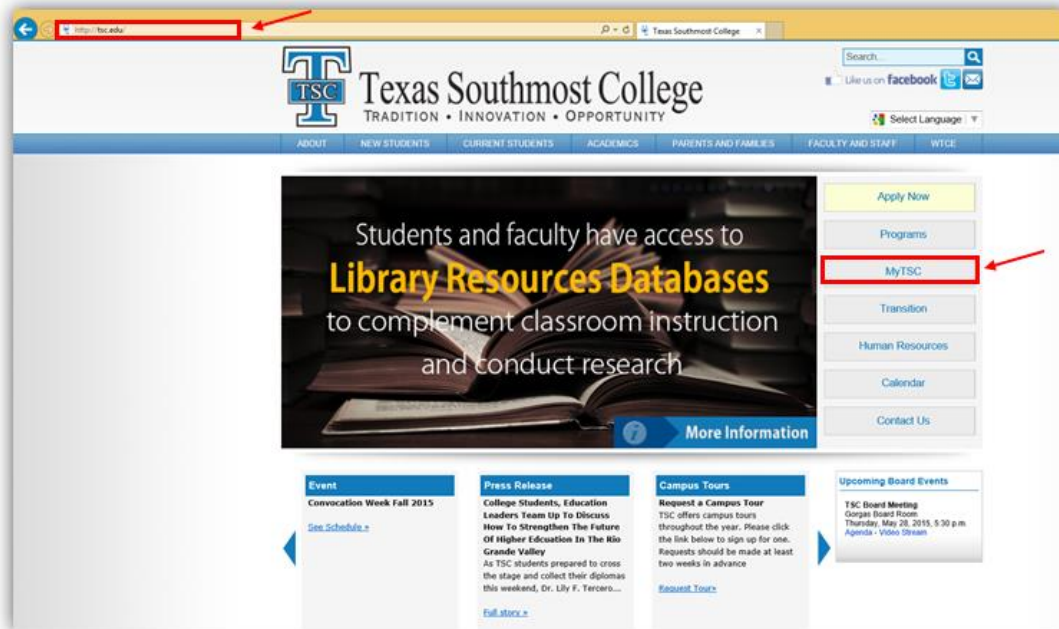 http://tsc.edu/
Texas Southmost College
TSC
Texas Southmost College
TRADITION • INNOVATION • OPPORTUNITY
Search...
Like us on facebook
Select Language
ABOUT NEW STUDENTS CURRENT STUDENTS ACADEMICS PARENTS AND FAMILIES FACULTY AND STAFF WTCE
Students and faculty have access to
Library Resources Databases
to complement classroom instruction
and conduct research
More Information
Apply Now
Programs
MyTSC
Transition
Human Resources
Calendar
Contact Us
Event
Convocation Week Fall 2015
See Schedule »
Press Release
College Students, Education
Leaders Team Up To Discuss
How To Strengthen The Future
Of Higher Edcuation In The Rio
Grande Valley
As TSC students prepared to cross
the stage and collect their diplomas
this weekend, Dr. Lily F. Tercero...
Full story »
Campus Tours
Request a Campus Tour
TSC offers campus tours
throughout the year. Please click
the link below to sign up for one.
Requests should be made at least
two weeks in advance
Request Tour»
Upcoming Board Events
TSC Board Meeting
Gorgas Board Room
Thursday, May 28, 2015, 5:30 p.m.
Agenda - Video Stream